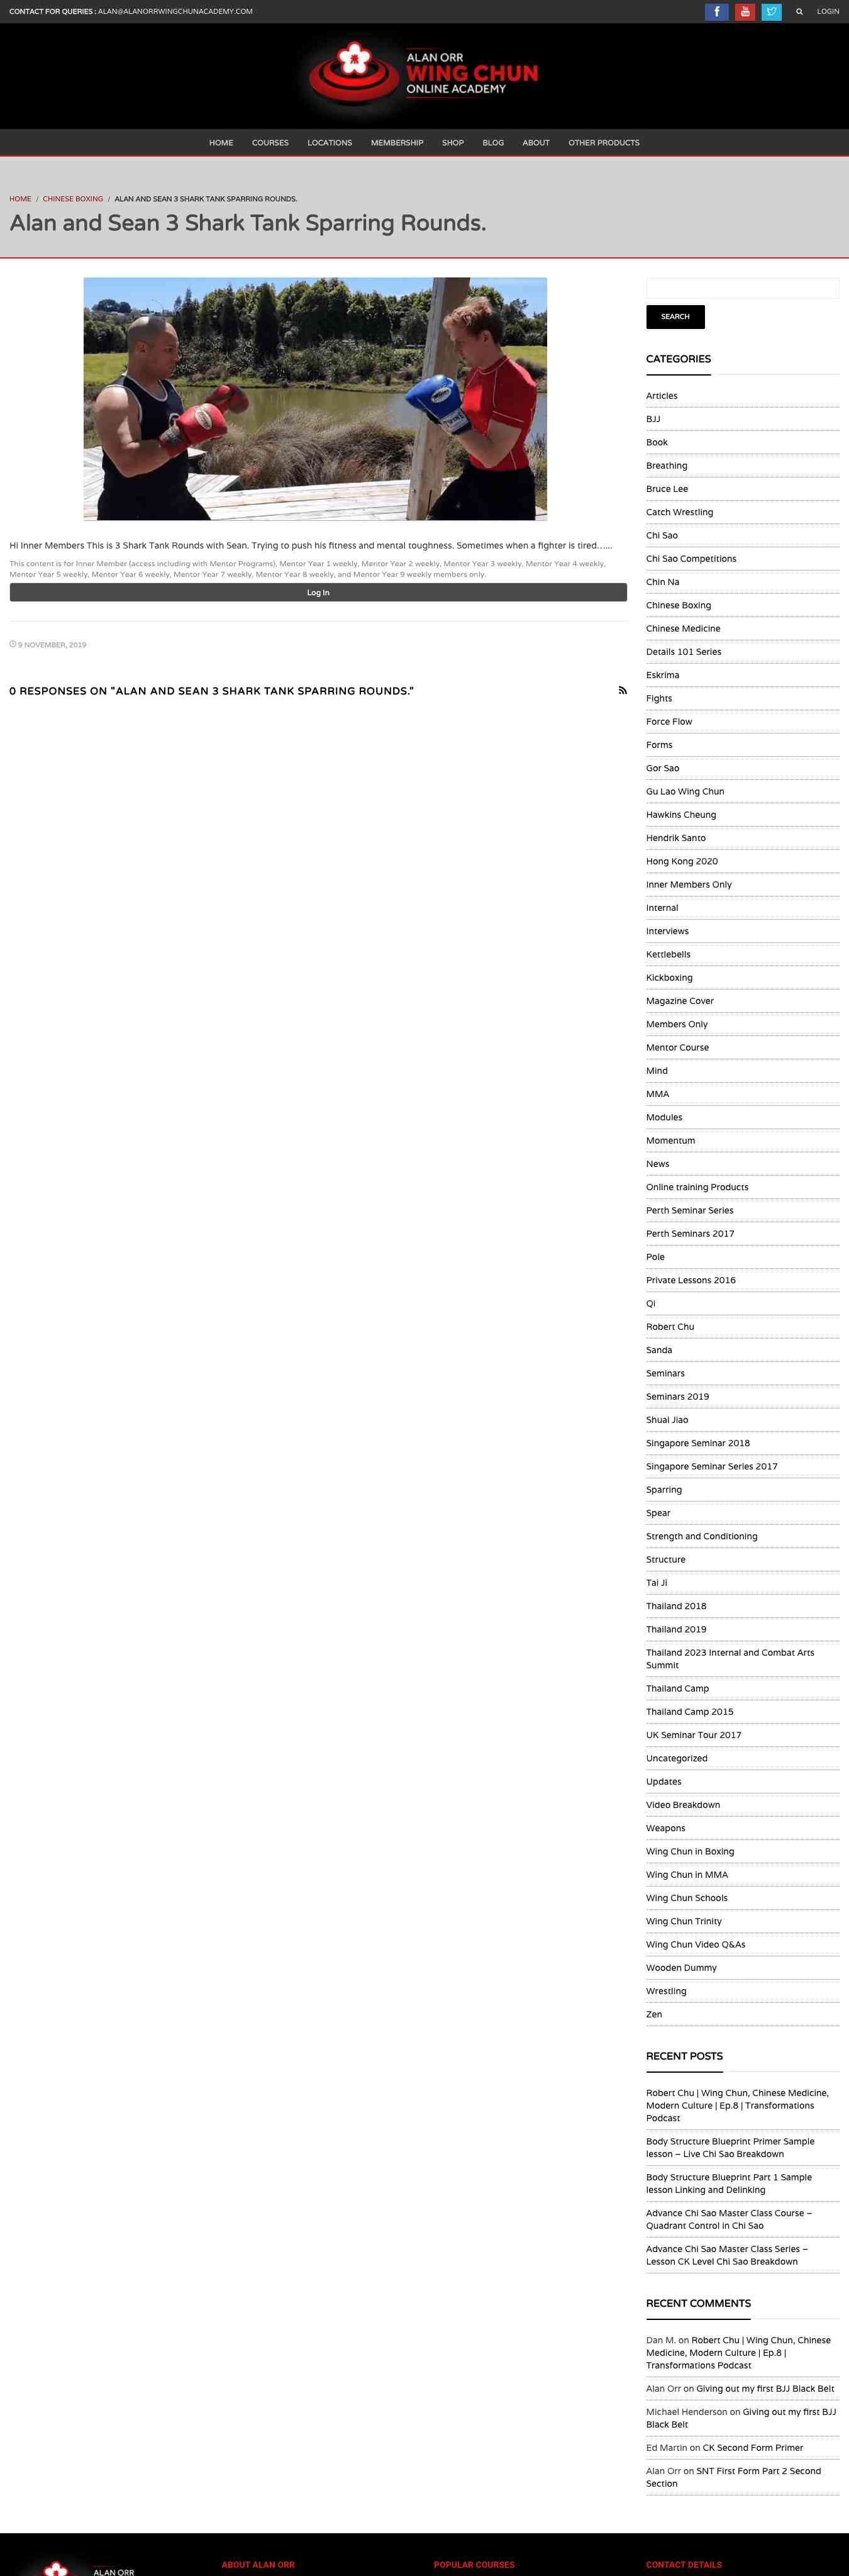 CONTACT FOR QUERIES : ALAN@ALANORRWINGCHUNACADEMY.COM
LOGIN
ALAN ORR
WING CHUN
ONLINE ACADEMY
HOME COURSES LOCATIONS MEMBERSHIP SHOP BLOG ABOUT OTHER PRODUCTS
HOME / CHINESE BOXING / ALAN AND SEAN 3 SHARK TANK SPARRING ROUNDS.
Alan and Sean 3 Shark Tank Sparring Rounds.
Hi Inner Members This is 3 Shark Tank Rounds with Sean. Trying to push his fitness and mental toughness. Sometimes when a fighter is tired…...
This content is for Inner Member (access including with Mentor Programs), Mentor Year 1 weekly, Mentor Year 2 weekly, Mentor Year 3 weekly, Mentor Year 4 weekly,
Mentor Year 5 weekly, Mentor Year 6 weekly, Mentor Year 7 weekly, Mentor Year 8 weekly, and Mentor Year 9 weekly members only.
Log In
9 NOVEMBER, 2019
0 RESPONSES ON "ALAN AND SEAN 3 SHARK TANK SPARRING ROUNDS."
SEARCH
CATEGORIES
Articles
BJJ
Book
Breathing
Bruce Lee
Catch Wrestling
Chi Sao
Chi Sao Competitions
Chin Na
Chinese Boxing
Chinese Medicine
Details 101 Series
Eskrima
Fights
Force Flow
Forms
Gor Sao
Gu Lao Wing Chun
Hawkins Cheung
Hendrik Santo
Hong Kong 2020
Inner Members Only
Internal
Interviews
Kettlebells
Kickboxing
Magazine Cover
Members Only
Mentor Course
Mind
MMA
Modules
Momentum
News
Online training Products
Perth Seminar Series
Perth Seminars 2017
Pole
Private Lessons 2016
Qi
Robert Chu
Sanda
Seminars
Seminars 2019
Shuai Jiao
Singapore Seminar 2018
Singapore Seminar Series 2017
Sparring
Spear
Strength and Conditioning
Structure
Tai Ji
Thailand 2018
Thailand 2019
Thailand 2023 Internal and Combat Arts
Summit
Thailand Camp
Thailand Camp 2015
UK Seminar Tour 2017
Uncategorized
Updates
Video Breakdown
Weapons
Wing Chun in Boxing
Wing Chun in MMA
Wing Chun Schools
Wing Chun Trinity
Wing Chun Video Q&As
Wooden Dummy
Wrestling
Zen
RECENT POSTS
Robert Chu | Wing Chun, Chinese Medicine,
Modern Culture | Ep.8 | Transformations
Podcast
Body Structure Blueprint Primer Sample
lesson – Live Chi Sao Breakdown
Body Structure Blueprint Part 1 Sample
lesson Linking and Delinking
Advance Chi Sao Master Class Course –
Quadrant Control in Chi Sao
Advance Chi Sao Master Class Series –
Lesson CK Level Chi Sao Breakdown
RECENT COMMENTS
Dan M. on Robert Chu | Wing Chun, Chinese
Medicine, Modern Culture | Ep.8 |
Transformations Podcast
Alan Orr on Giving out my first BJJ Black Belt
Michael Henderson on Giving out my first BJJ
Black Belt
Ed Martin on CK Second Form Primer
Alan Orr on SNT First Form Part 2 Second
Section
ALAN ORR
ABOUT ALAN ORR
POPULAR COURSES
CONTACT DETAILS